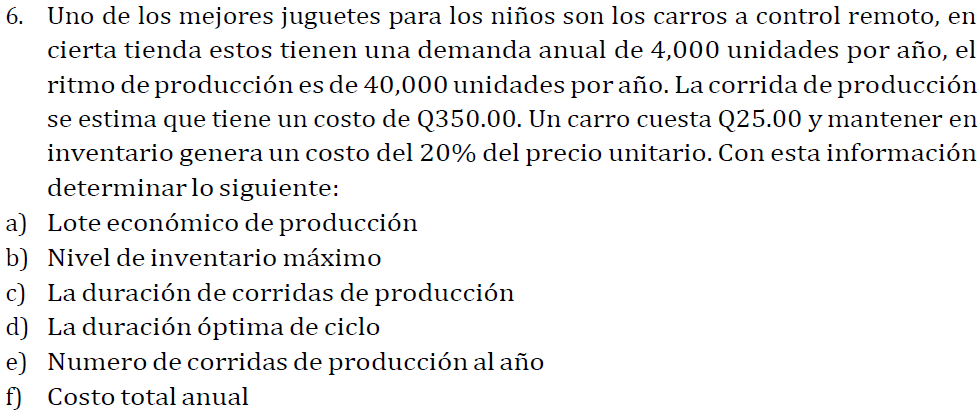 6. Uno de los mejores juguetes para los niños son los carros a control remoto, en
cierta tienda estos tienen una demanda anual de 4,000 unidades por año, el
ritmo de producción es de 40,000 unidades por año. La corrida de producción
se estima que tiene un costo de Q350.00. Un carro cuesta Q25.00 y mantener en
inventario genera un costo del 20% del precio unitario. Con esta información
determinar lo siguiente:
a) Lote económico de producción
b) Nivel de inventario máximo
c) La duración de corridas de producción
d) La duración óptima de ciclo
e) Numero de corridas de producción al año
f) Costo total anual